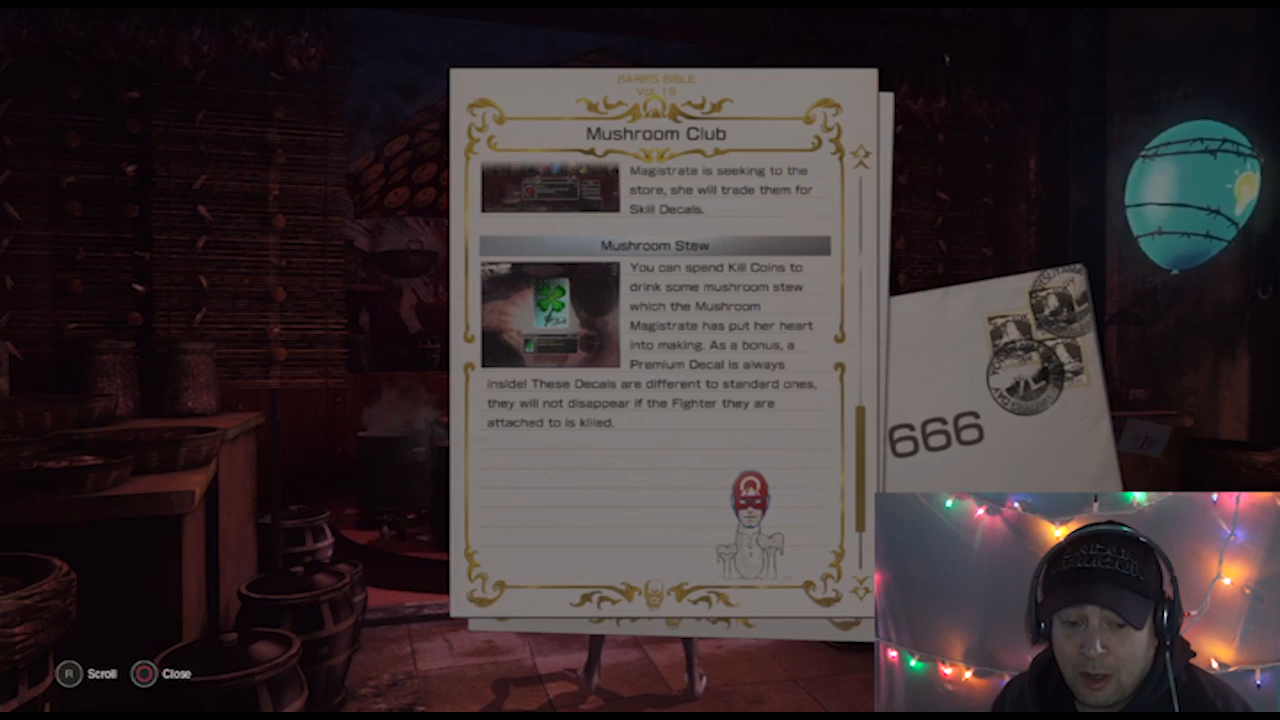 BARB'S BIBLE
Vol. 19
Mushroom Club
Magistrate is seeking to the
store, she will trade them for
Skill Decals.
Mushroom Stew
You can spend Kill Coins to
drink some mushroom stew
which the Mushroom
Magistrate has put her heart
into making. As a bonus, a
Premium Decal is always
inside! These Decals are different to standard ones,
they will not disappear if the Fighter they are
attached to is killed.
666
R Scroll Close